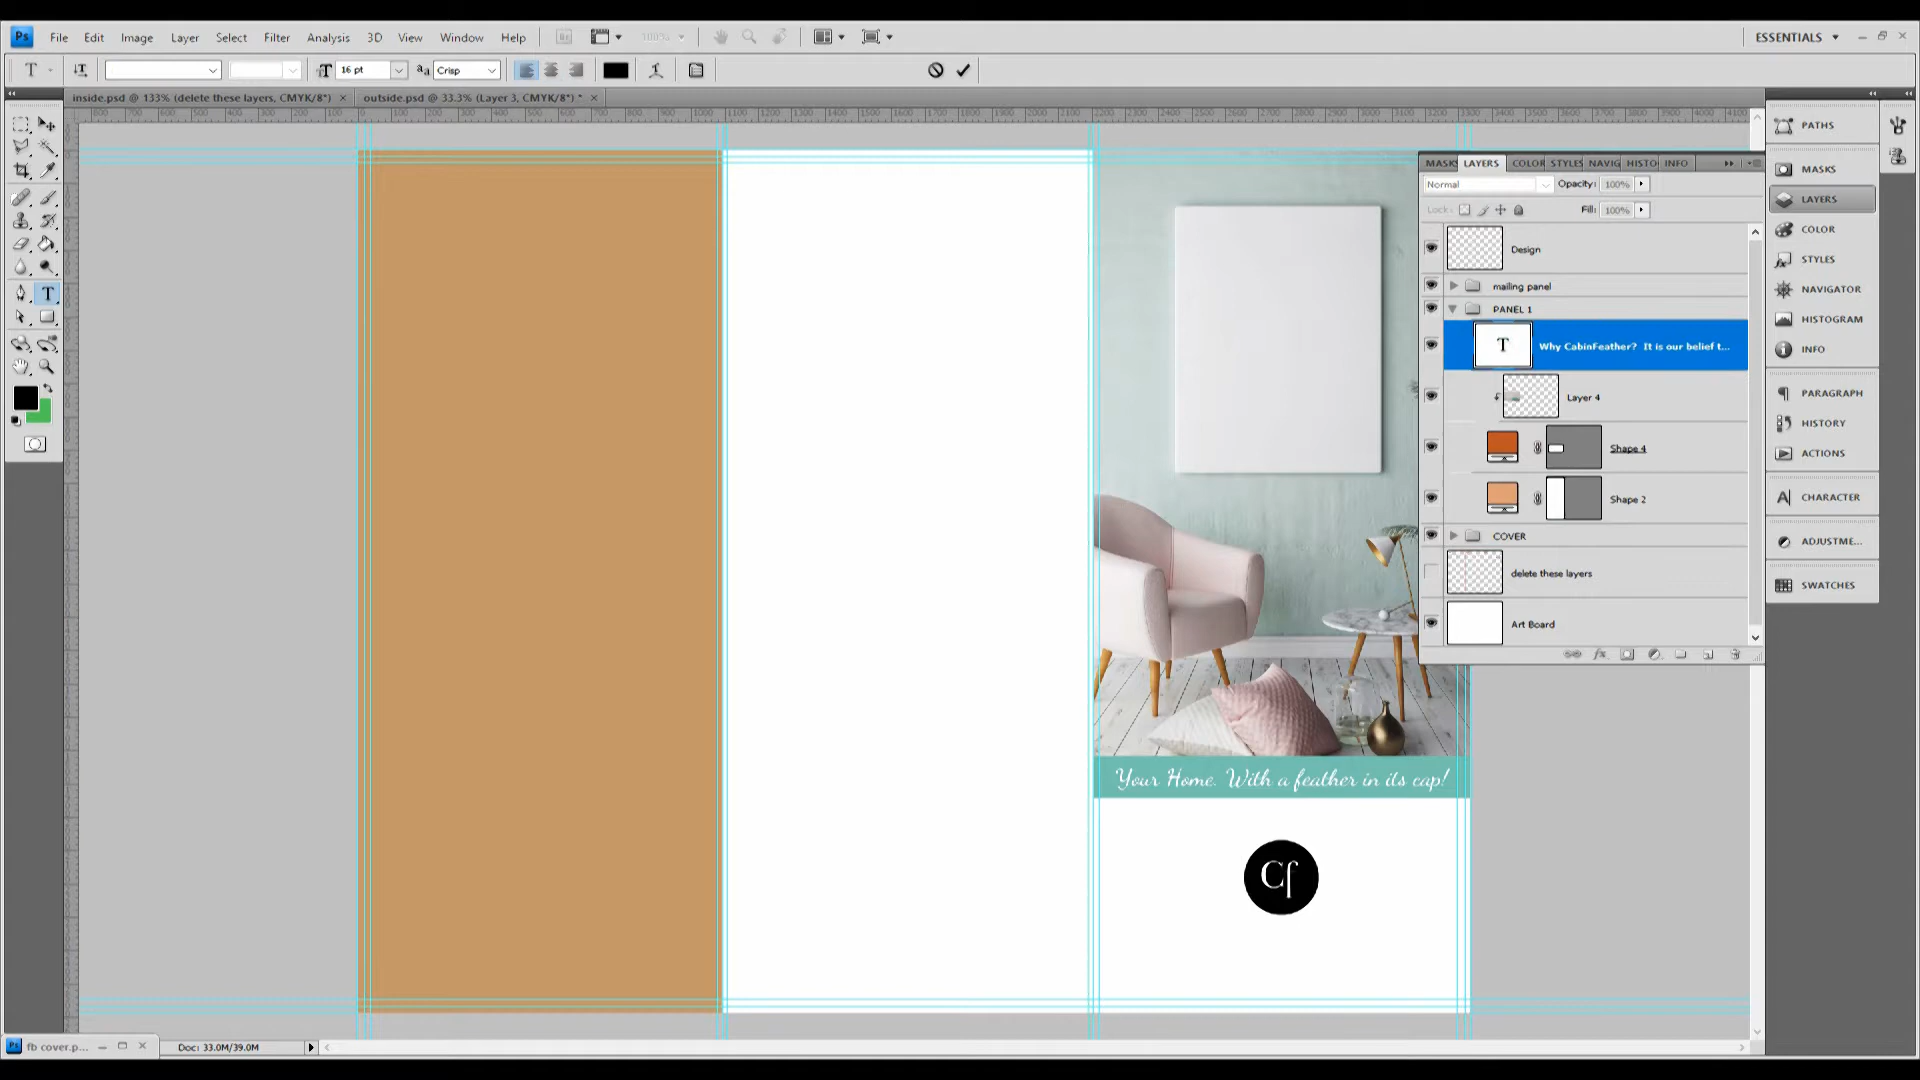 Ps File Edit Image Layer Select Filter Analysis 3D View Window Help 100% ESSENTIALS
T 16 pt aa Crisp
inside.psd @ 133% (delete these layers, CMYK/8*) × outside.psd @ 33.3% (Layer 3, CMYK/8*) * ×
PATHS
MASKS
LAYERS
COLOR
STYLES
NAVIGATOR
HISTOGRAM
INFO
PARAGRAPH
HISTORY
ACTIONS
CHARACTER
ADJUSTME...
SWATCHES
MASKS LAYERS COLOR STYLES NAVIG HISTO INFO
Normal Opacity: 100%
Lock: Fill: 100%
Design
mailing panel
PANEL 1
T Why CabinFeather? It is our belief t...
Layer 4
Shape 4
Shape 2
COVER
delete these layers
Art Board
Your Home. With a feather in its cap!
Cf
Ps fb cover.p... Doc: 33.0M/39.0M